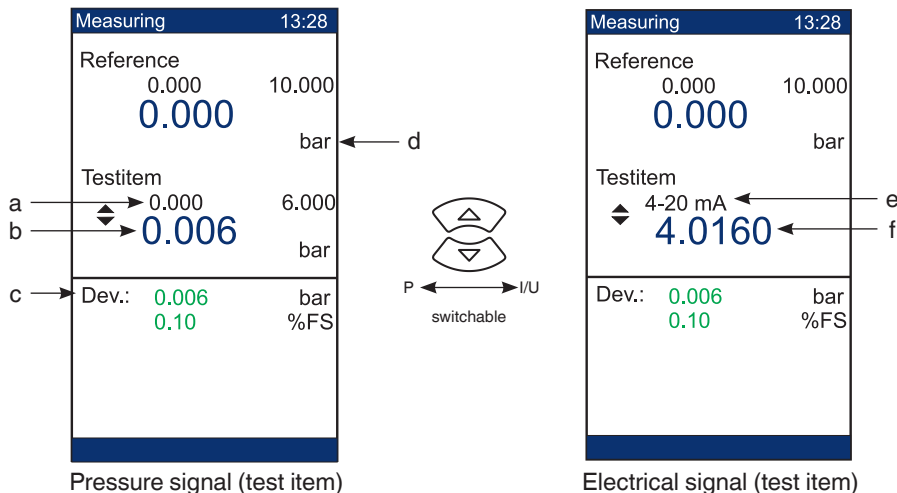 Measuring 13:28
Reference
0.000 10.000
0.000
bar
d
Testitem
a
0.000 6.000
b
0.006
bar
c
Dev.: 0.006 bar
0.10 %FS
Pressure signal (test item)
P I/U
switchable
Measuring 13:28
Reference
0.000 10.000
0.000
bar
Testitem
4-20 mA
e
4.0160
f
Dev.: 0.006 bar
0.10 %FS
Electrical signal (test item)